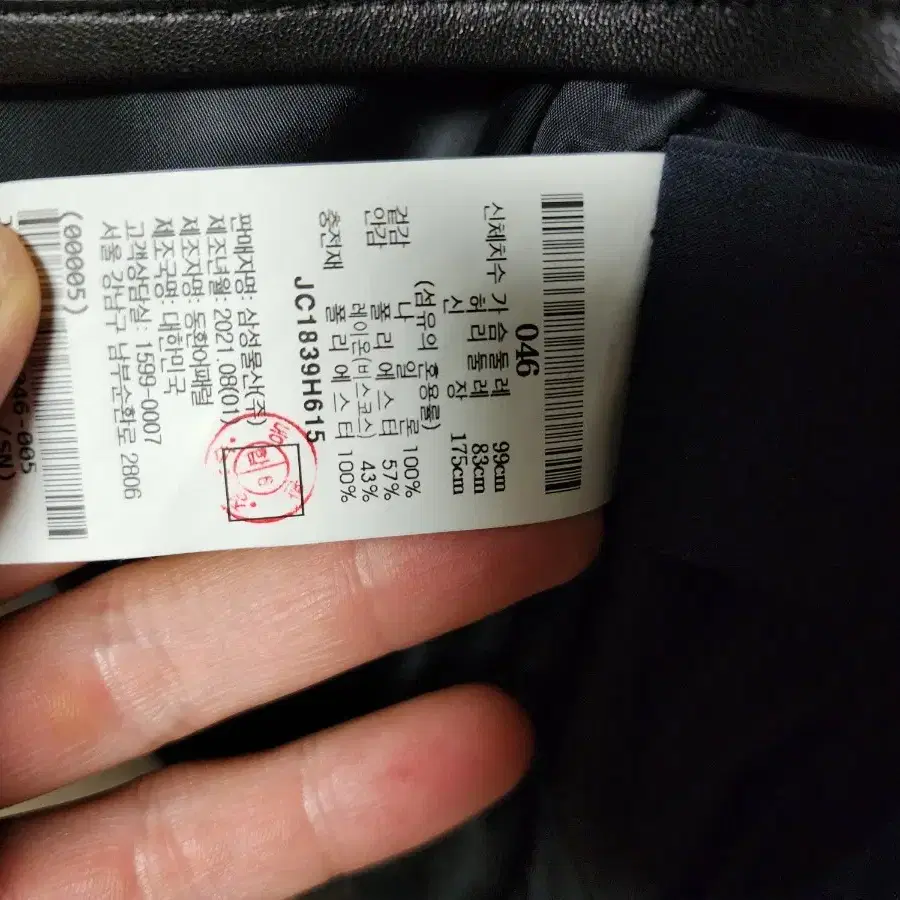 046
신체치수 가슴둘레 99cm
허리둘레 83cm
신 장 175cm
(섬유의 혼용률)
겉감 나 일 론 100%
안감 폴 리 에 스 터 57%
레이온(비스코스) 43%
충전재 폴 리 에 스 터 100%
JC1839H615
판매자명: 삼성물산(주)
제조년월: 2021.08(01)
제조자명: 동환어패럴
제조국명: 대한민국
고객상담실: 1599-0007
서울 강남구 남부순환로 2806
(00005)
046-005
/SN)